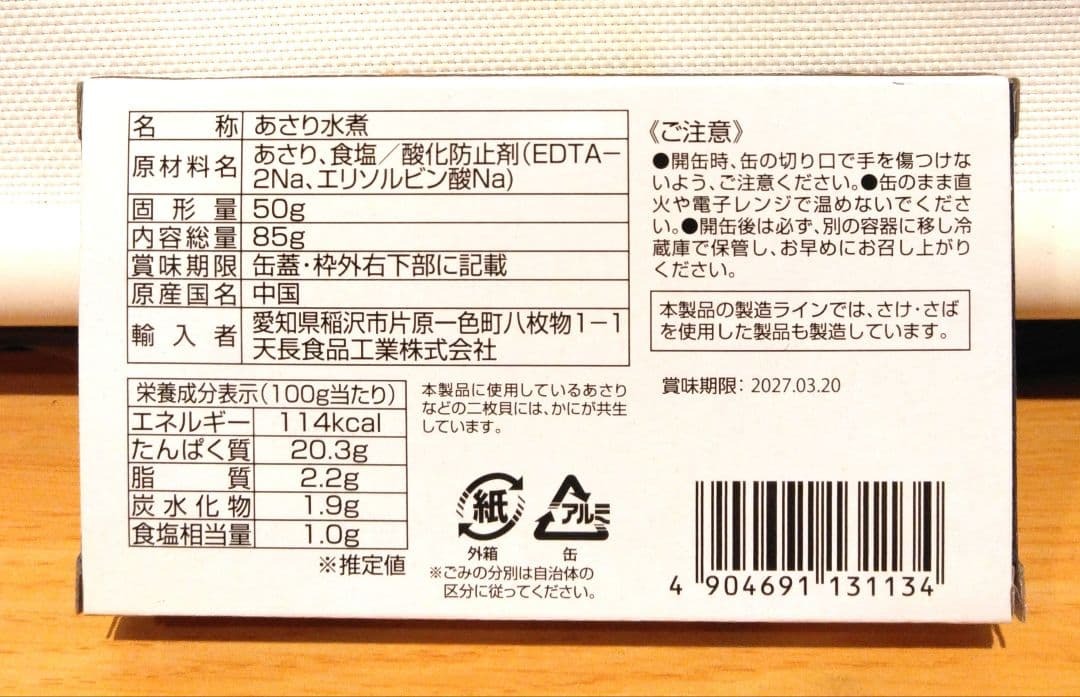 名称 あさり水煮
原材料名 あさり、食塩／酸化防止剤(EDTA-
2Na、エリソルビン酸Na)
固形量 50g
内容総量 85g
賞味期限 缶蓋・枠外右下部に記載
原産国名 中国
輸入者 愛知県稲沢市片原一色町八枚物1-1
天長食品工業株式会社
栄養成分表示(100g当たり)
エネルギー 114kcal
たんぱく質 20.3g
脂質 2.2g
炭水化物 1.9g
食塩相当量 1.0g
※推定値
本製品に使用しているあさり
などの二枚貝には、かにが共生
しています。
紙
外箱
アルミ
缶
※ごみの分別は自治体の
区分に従ってください。
《ご注意》
●開缶時、缶の切り口で手を傷つけな
いよう、ご注意ください。●缶のまま直
火や電子レンジで温めないでくださ
い。●開缶後は必ず、別の容器に移し冷
蔵庫で保管し、お早めにお召し上がり
ください。
本製品の製造ラインでは、さけ・さば
を使用した製品も製造しています。
賞味期限: 2027.03.20
4 904691 131134